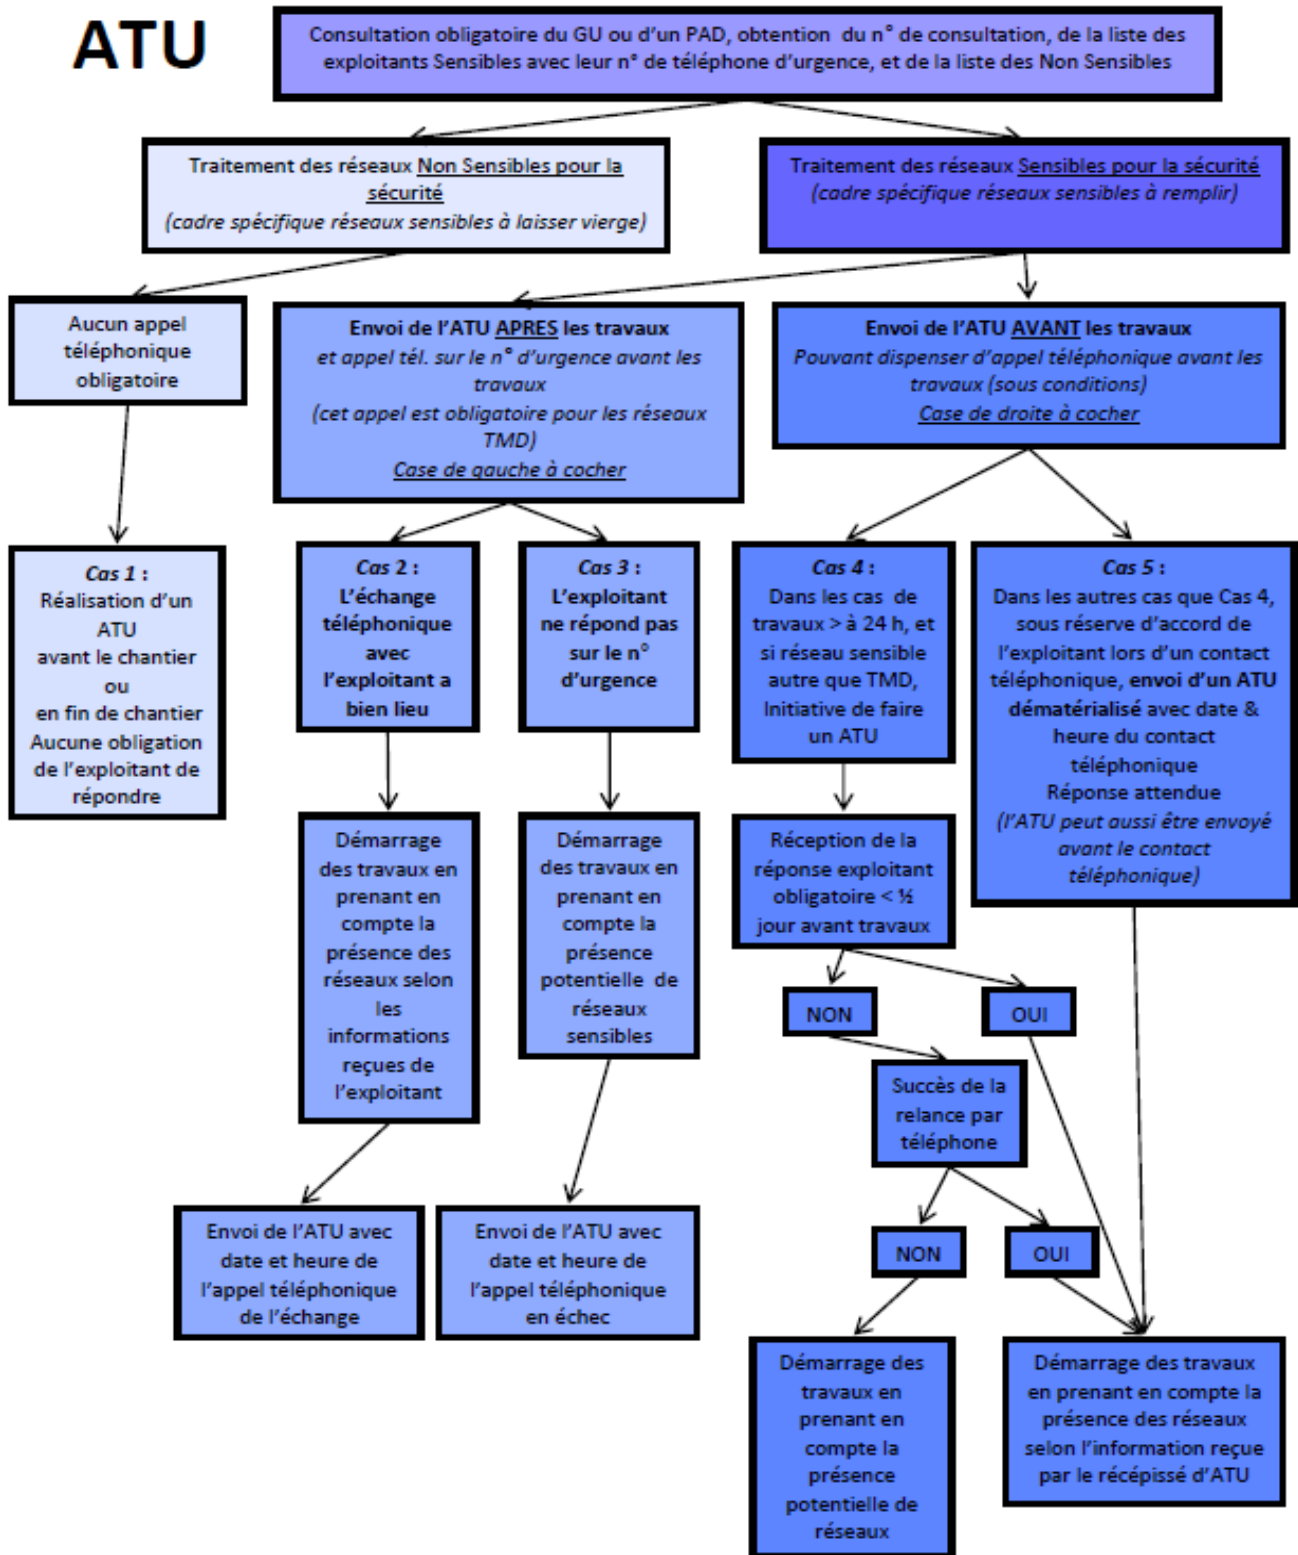 ATU
Consultation obligatoire du GU ou d'un PAD, obtention du n° de consultation, de la liste des
exploitants Sensibles avec leur n° de téléphone d'urgence, et de la liste des Non Sensibles
Traitement des réseaux Non Sensibles pour la
sécurité
(cadre spécifique réseaux sensibles à laisser vierge)
Traitement des réseaux Sensibles pour la sécurité
(cadre spécifique réseaux sensibles à remplir)
Aucun appel
téléphonique
obligatoire
Envoi de l'ATU APRES les travaux
et appel tél. sur le n° d'urgence avant les
travaux
(cet appel est obligatoire pour les réseaux
TMD)
Case de gauche à cocher
Envoi de l'ATU AVANT les travaux
Pouvant dispenser d'appel téléphonique avant les
travaux (sous conditions)
Case de droite à cocher
Cas 1 :
Réalisation d'un
ATU
avant le chantier
ou
en fin de chantier
Aucune obligation
de l'exploitant de
répondre
Cas 2 :
L'échange
téléphonique
avec
l'exploitant a
bien lieu
Cas 3 :
L'exploitant
ne répond pas
sur le n°
d'urgence
Cas 4 :
Dans les cas de
travaux > à 24 h, et
si réseau sensible
autre que TMD,
Initiative de faire
un ATU
Cas 5 :
Dans les autres cas que Cas 4,
sous réserve d'accord de
l'exploitant lors d'un contact
téléphonique, envoi d'un ATU
dématérialisé avec date &
heure du contact
téléphonique
Réponse attendue
(l'ATU peut aussi être envoyé
avant le contact
téléphonique)
Démarrage
des travaux en
prenant en
compte la
présence des
réseaux selon
les
informations
reçues de
l'exploitant
Démarrage
des travaux en
prenant en
compte la
présence
potentielle de
réseaux
sensibles
Réception de la
réponse exploitant
obligatoire < ½
jour avant travaux
NON
OUI
Succès de la
relance par
téléphone
NON
OUI
Envoi de l'ATU avec
date et heure de
l'appel téléphonique
de l'échange
Envoi de l'ATU avec
date et heure de
l'appel téléphonique
en échec
Démarrage des
travaux en
prenant en
compte la
présence
potentielle de
réseaux
Démarrage des travaux
en prenant en compte la
présence des réseaux
selon l'information reçue
par le récépissé d'ATU